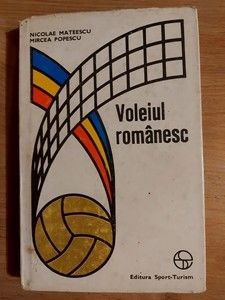 NICOLAE MATEESCU
MIRCEA POPESCU
Voleiul
românesc
Editura Sport-Turism